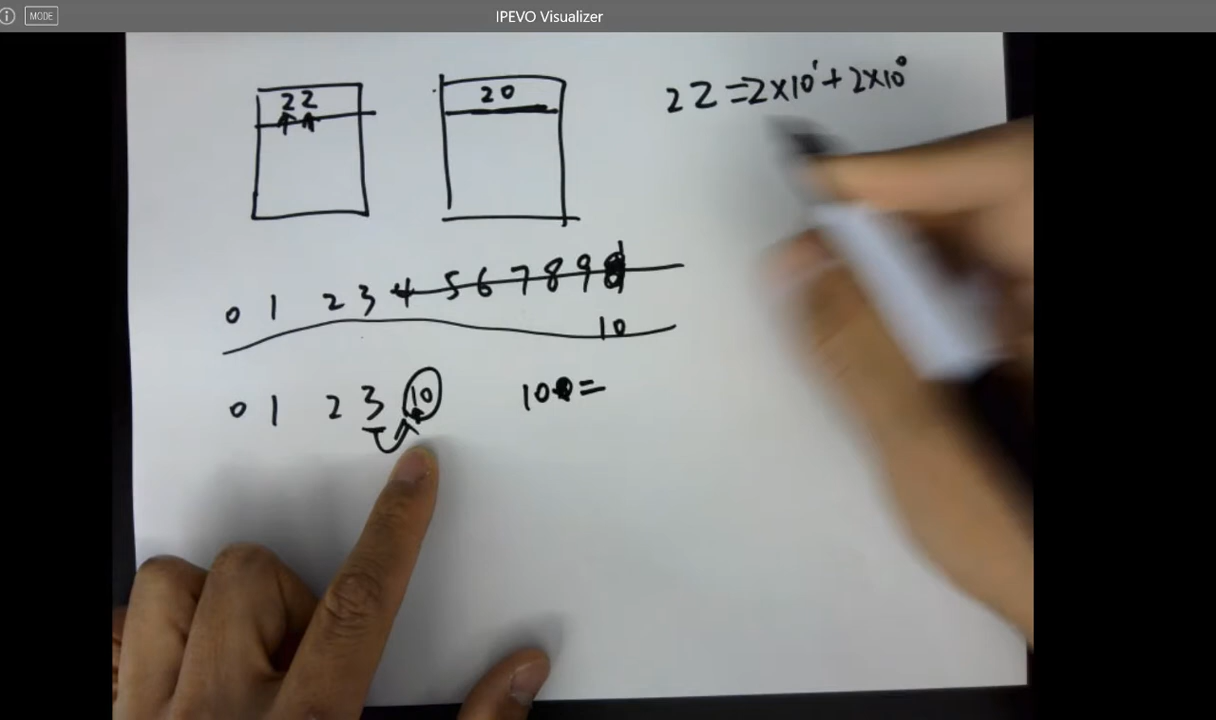 MODE
IPEVO Visualizer
22 20 22=2×10¹+2×10⁰
0 1 2 3 4 5 6 7 8 9
10
0 1 2 3 10 10 =